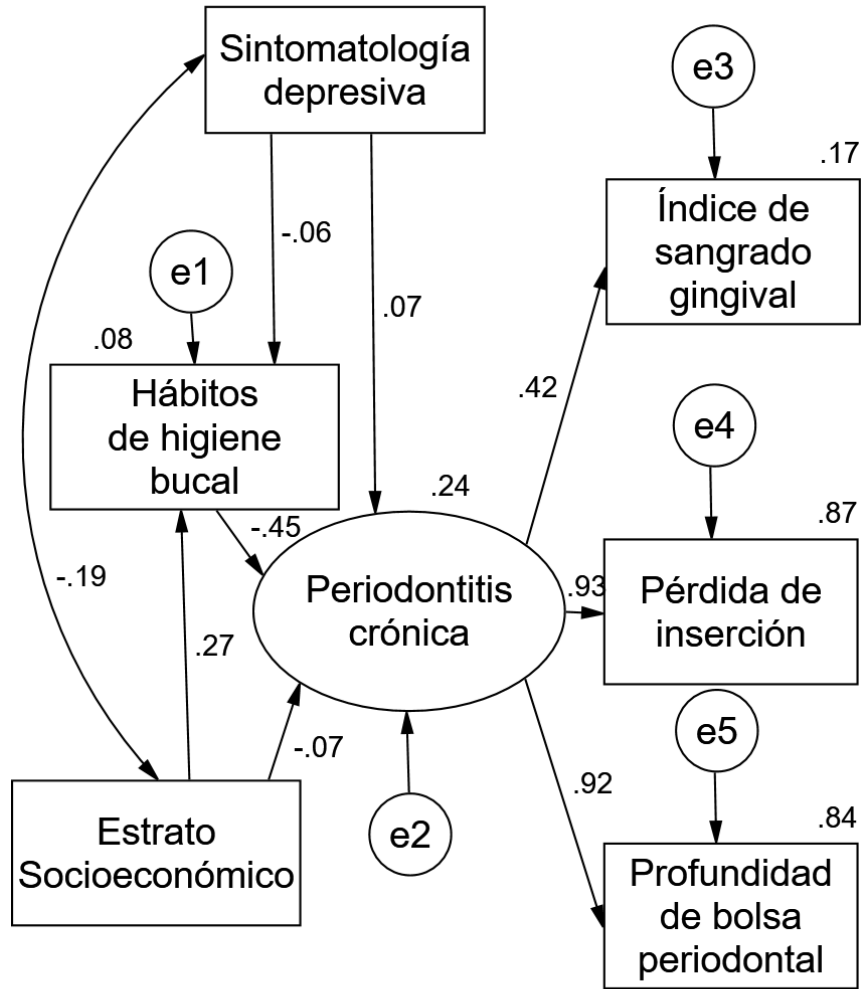 Sintomatología
depresiva
e3
.17
Índice de
sangrado
gingival
-.06
e1
.07
.08
Hábitos
de higiene
bucal
.42
e4
.24
.87
-.45
Periodontitis
crónica
.93
Pérdida de
inserción
-.19
.27
e5
-.07
.92
e2
.84
Estrato
Socioeconómico
Profundidad
de bolsa
periodontal